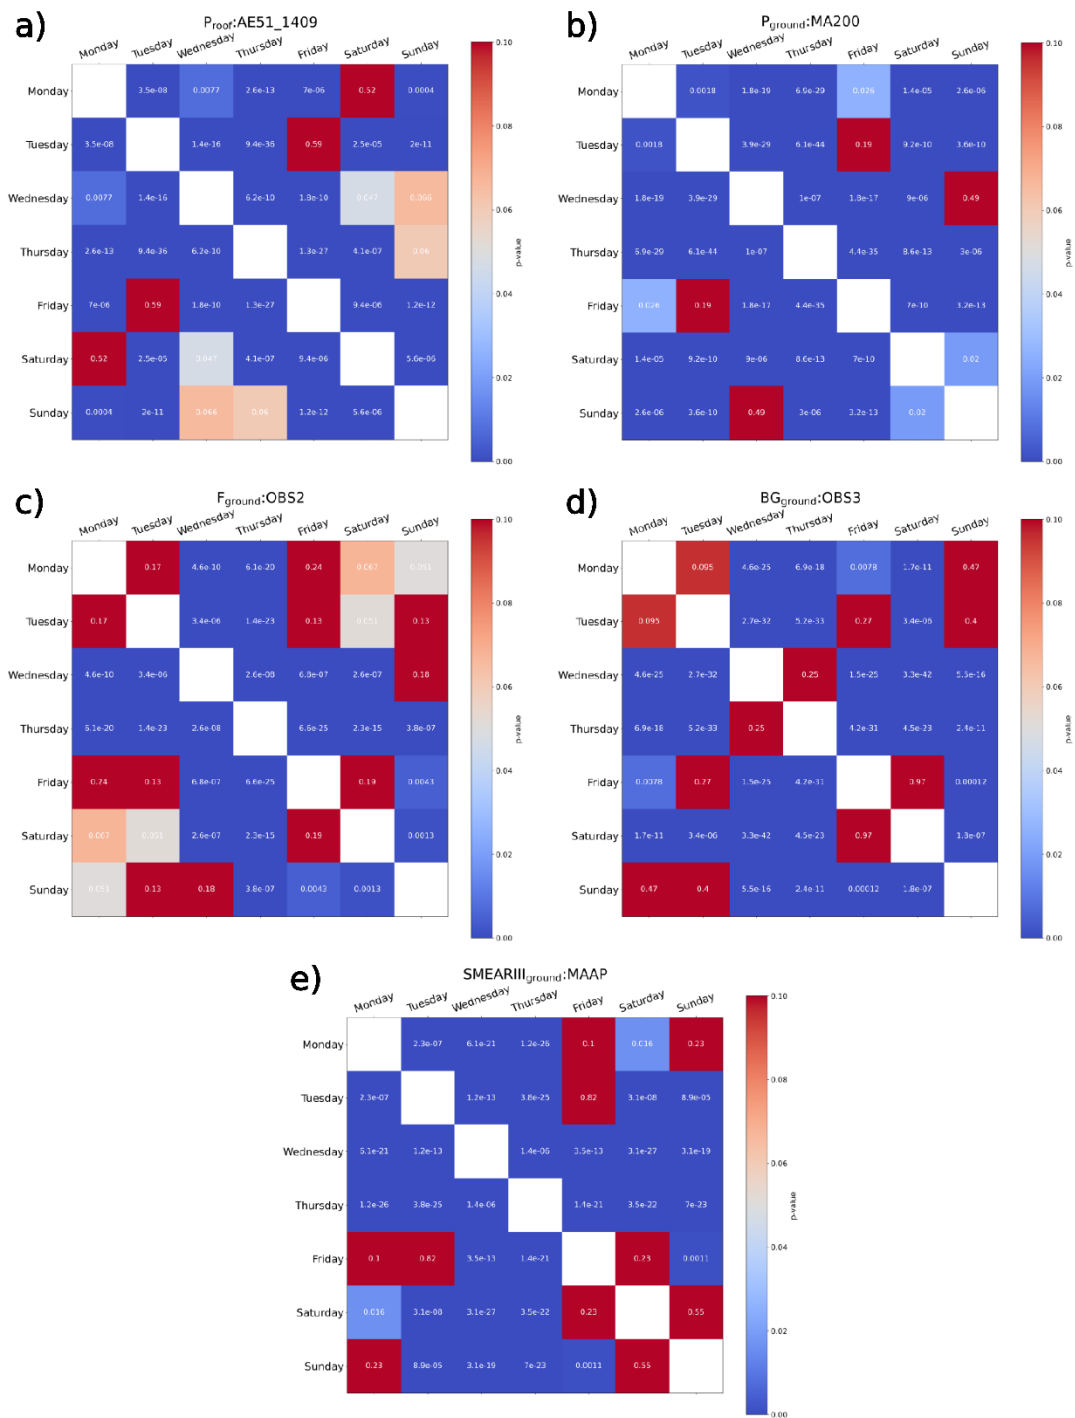 a)
P_roof:AE51_1409
Monday Tuesday Wednesday Thursday Friday Saturday Sunday
Monday 3.5e-08 0.0077 2.6e-13 7e-06 0.52 0.0004
Tuesday 3.5e-08 1.4e-16 9.4e-36 0.59 2.5e-05 2e-11
Wednesday 0.0077 1.4e-16 6.2e-10 1.8e-10 0.047 0.066
Thursday 2.6e-13 9.4e-36 6.2e-10 1.3e-27 4.1e-07 0.06
Friday 7e-06 0.59 1.8e-10 1.3e-27 9.4e-06 1.2e-12
Saturday 0.52 2.5e-05 0.047 4.1e-07 9.4e-06 5.6e-06
Sunday 0.0004 2e-11 0.066 0.06 1.2e-12 5.6e-06
0.10
0.08
0.06
0.04
0.02
0.00
p-value
b)
P_ground:MA200
Monday Tuesday Wednesday Thursday Friday Saturday Sunday
Monday 0.0018 1.8e-19 6.9e-29 0.026 1.4e-05 2.6e-06
Tuesday 0.0018 3.9e-29 6.1e-44 0.19 9.2e-10 3.6e-10
Wednesday 1.8e-19 3.9e-29 1e-07 1.8e-17 9e-06 0.49
Thursday 6.9e-29 6.1e-44 1e-07 4.4e-35 8.6e-13 3e-06
Friday 0.026 0.19 1.8e-17 4.4e-35 7e-10 3.2e-13
Saturday 1.4e-05 9.2e-10 9e-06 8.6e-13 7e-10 0.02
Sunday 2.6e-06 3.6e-10 0.49 3e-06 3.2e-13 0.02
0.10
0.08
0.06
0.04
0.02
0.00
p-value
c)
F_ground:OBS2
Monday Tuesday Wednesday Thursday Friday Saturday Sunday
Monday 0.17 4.6e-10 6.1e-20 0.24 0.067 0.051
Tuesday 0.17 3.4e-06 1.4e-23 0.13 0.051 0.13
Wednesday 4.6e-10 3.4e-06 2.6e-08 6.8e-07 2.6e-07 0.18
Thursday 6.1e-20 1.4e-23 2.6e-08 6.6e-25 2.3e-15 3.8e-07
Friday 0.24 0.13 6.8e-07 6.6e-25 0.19 0.0043
Saturday 0.067 0.051 2.6e-07 2.3e-15 0.19 0.0013
Sunday 0.051 0.13 0.18 3.8e-07 0.0043 0.0013
0.10
0.08
0.06
0.04
0.02
0.00
p-value
d)
BG_ground:OBS3
Monday Tuesday Wednesday Thursday Friday Saturday Sunday
Monday 0.095 4.6e-25 6.9e-18 0.0078 1.7e-11 0.47
Tuesday 0.095 2.7e-32 5.2e-33 0.27 3.4e-06 0.4
Wednesday 4.6e-25 2.7e-32 0.25 1.5e-25 3.3e-42 5.5e-16
Thursday 6.9e-18 5.2e-33 0.25 4.2e-31 4.5e-23 2.4e-11
Friday 0.0078 0.27 1.5e-25 4.2e-31 0.97 0.00012
Saturday 1.7e-11 3.4e-06 3.3e-42 4.5e-23 0.97 1.8e-07
Sunday 0.47 0.4 5.5e-16 2.4e-11 0.00012 1.8e-07
0.10
0.08
0.06
0.04
0.02
0.00
p-value
e)
SMEARIII_ground:MAAP
Monday Tuesday Wednesday Thursday Friday Saturday Sunday
Monday 2.3e-07 6.1e-21 1.2e-26 0.1 0.016 0.23
Tuesday 2.3e-07 1.2e-13 3.8e-25 0.82 3.1e-08 8.9e-05
Wednesday 6.1e-21 1.2e-13 1.4e-06 3.5e-13 3.1e-27 3.1e-19
Thursday 1.2e-26 3.8e-25 1.4e-06 1.4e-21 3.5e-22 7e-23
Friday 0.1 0.82 3.5e-13 1.4e-21 0.23 0.0011
Saturday 0.016 3.1e-08 3.1e-27 3.5e-22 0.23 0.55
Sunday 0.23 8.9e-05 3.1e-19 7e-23 0.0011 0.55
0.10
0.08
0.06
0.04
0.02
0.00
p-value